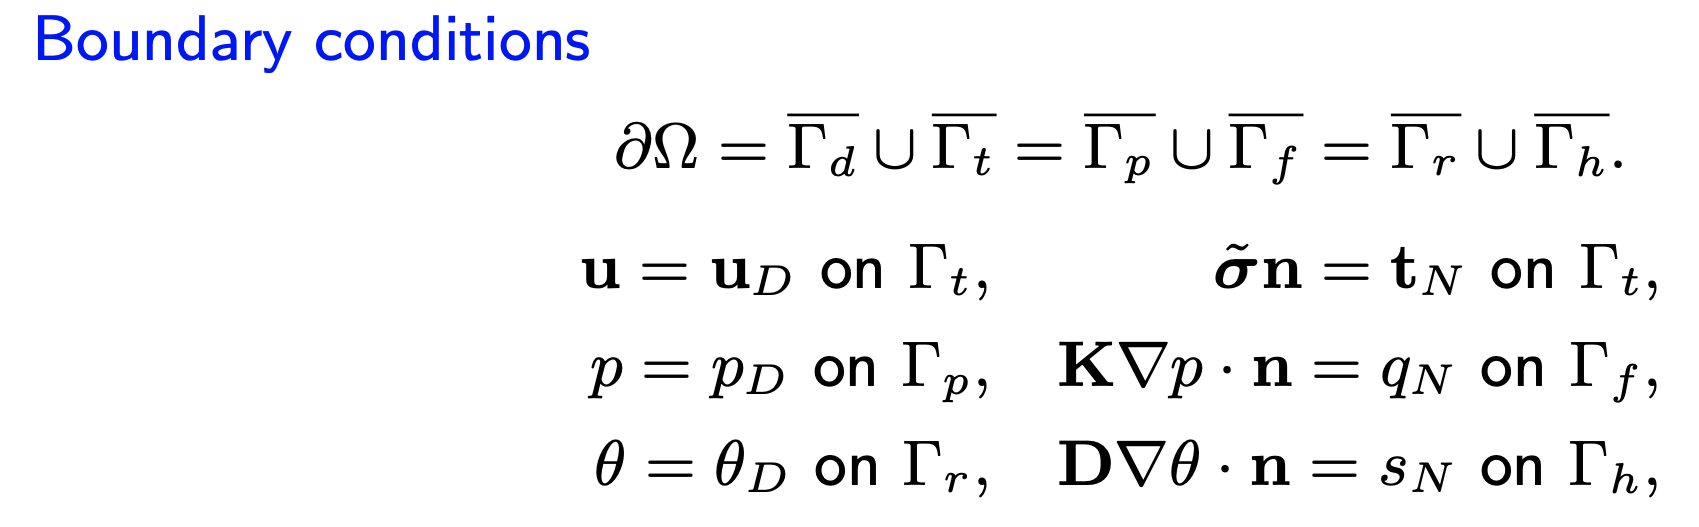 Boundary conditions
∂Ω = \overline{Γ_d} ∪ \overline{Γ_t} = \overline{Γ_p} ∪ \overline{Γ_f} = \overline{Γ_r} ∪ \overline{Γ_h}.
𝐮 = 𝐮_D on Γ_t, \tilde{𝛔}𝐧 = 𝐭_N on Γ_t,
p = p_D on Γ_p, 𝐊∇p · 𝐧 = q_N on Γ_f,
θ = θ_D on Γ_r, 𝐃∇θ · 𝐧 = s_N on Γ_h,